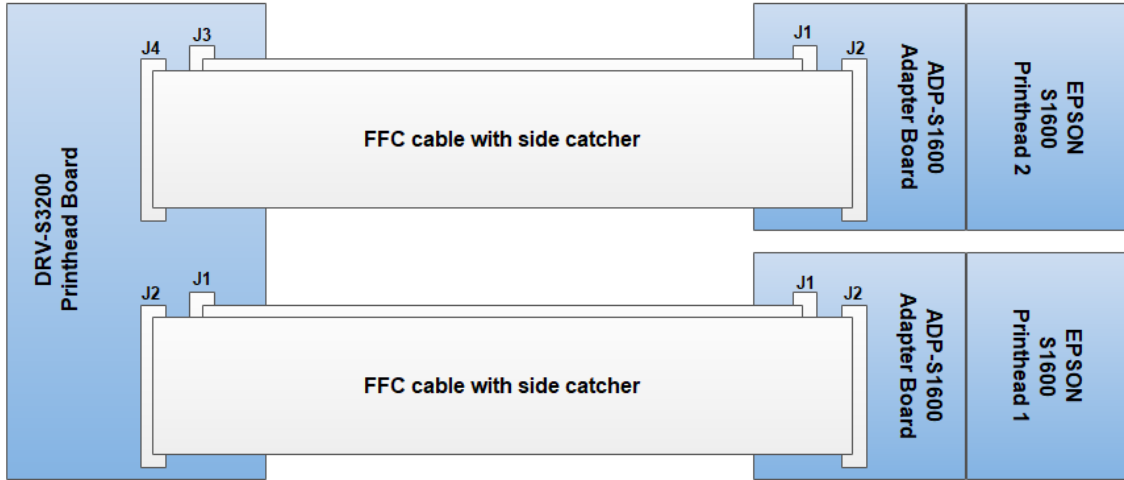 J4
J3
J1
J2
FFC cable with side catcher
ADP-S1600
Adapter Board
EPSON
S1600
Printhead 2
DRV-S3200
Printhead Board
J2
J1
J1
J2
FFC cable with side catcher
ADP-S1600
Adapter Board
EPSON
S1600
Printhead 1